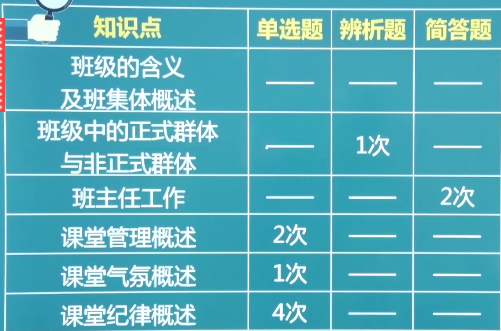 知识点 单选题 辨析题 简答题
班级的含义
及班集体概述 —— —— ——
班级中的正式群体
与非正式群体 —— 1次 ——
班主任工作 —— —— 2次
课堂管理概述 2次 —— ——
课堂气氛概述 1次 —— ——
课堂纪律概述 4次 —— ——